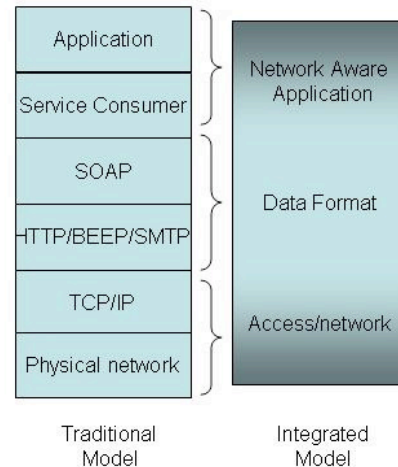 Application
Service Consumer
SOAP
HTTP/BEEP/SMTP
TCP/IP
Physical network
Traditional
Model
Network Aware
Application
Data Format
Access/network
Integrated
Model